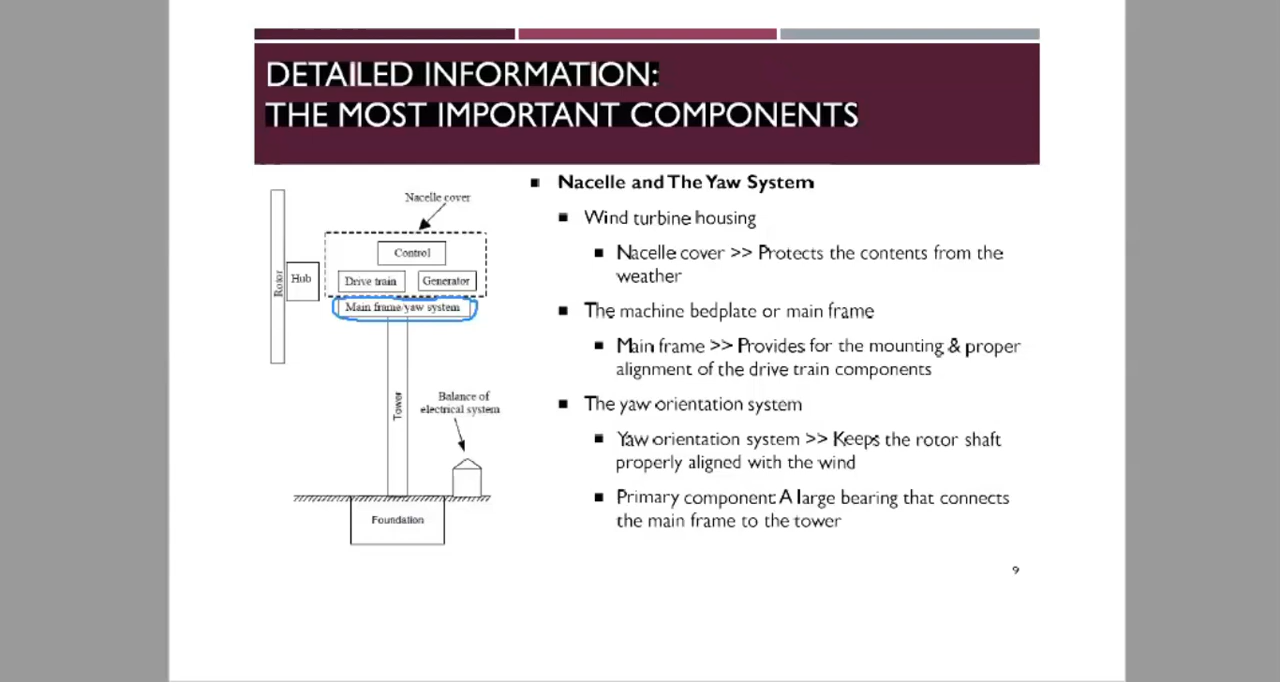 DETAILED INFORMATION:
THE MOST IMPORTANT COMPONENTS
Nacelle cover
Control
Rotor
Hub
Drive train
Generator
Main frame/yaw system
Tower
Balance of
electrical system
Foundation
Nacelle and The Yaw System
Wind turbine housing
Nacelle cover >> Protects the contents from the
weather
The machine bedplate or main frame
Main frame >> Provides for the mounting & proper
alignment of the drive train components
The yaw orientation system
Yaw orientation system >> Keeps the rotor shaft
properly aligned with the wind
Primary component: A large bearing that connects
the main frame to the tower
9